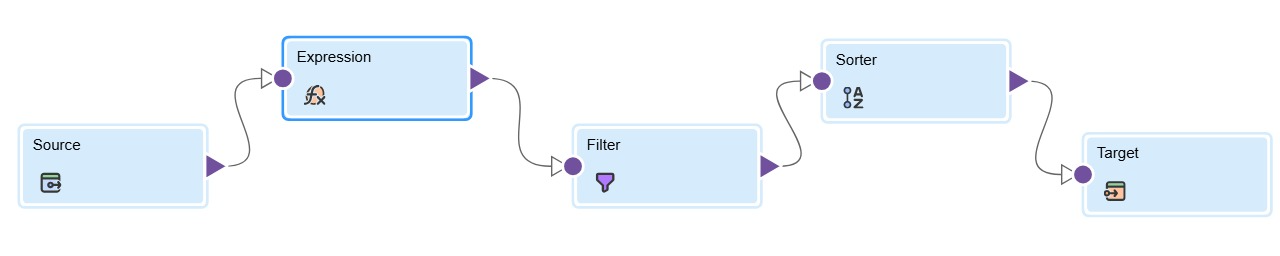 Source
Expression
Filter
Sorter
Target